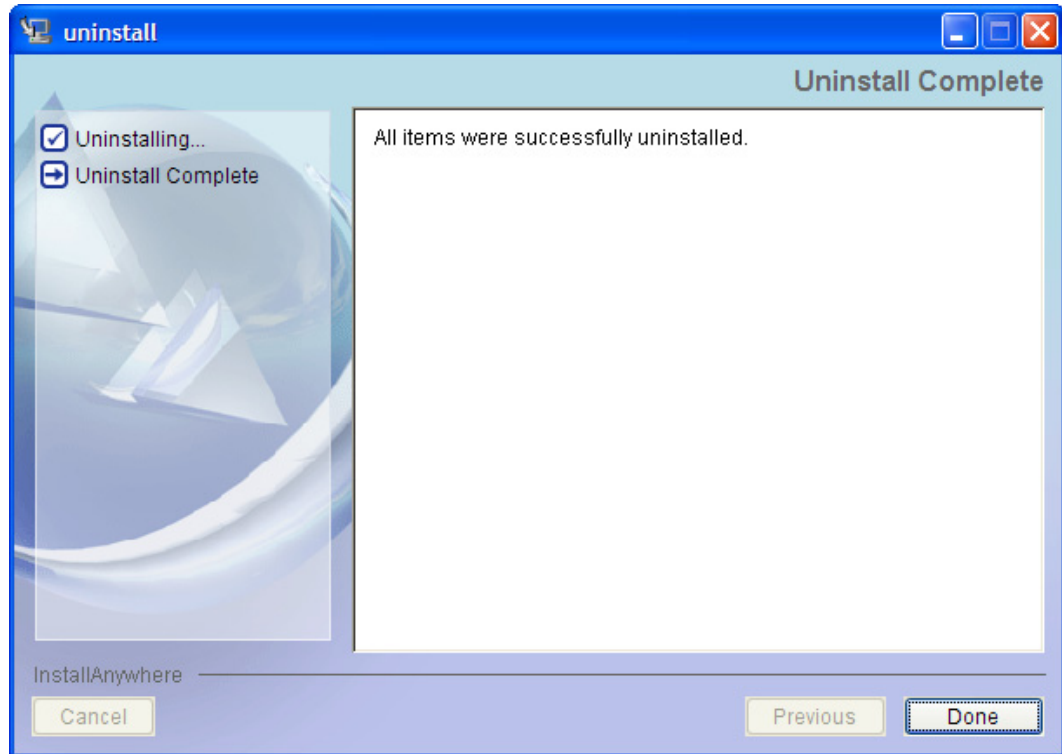 uninstall
Uninstall Complete
Uninstalling...
Uninstall Complete
All items were successfully uninstalled.
InstallAnywhere
Cancel
Previous
Done